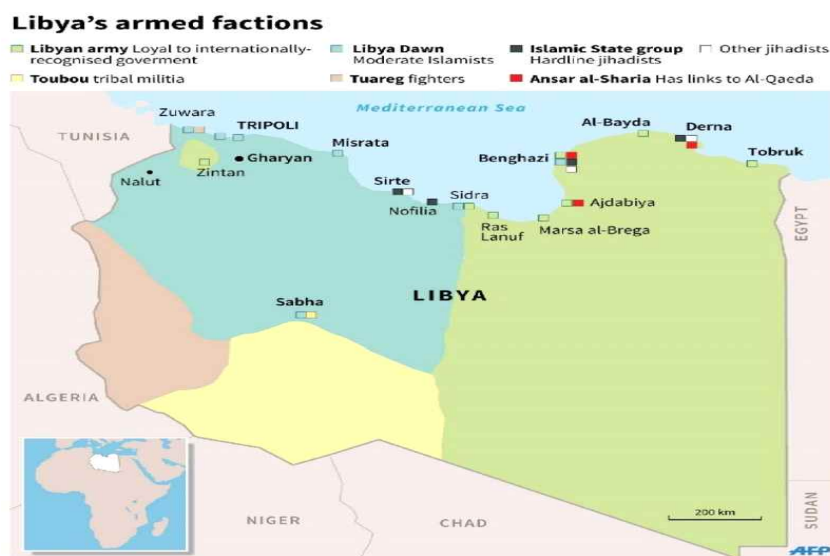 Libya's armed factions
Libyan army Loyal to internationally-
recognised goverment
Libya Dawn
Moderate Islamists
Islamic State group
Hardline jihadists
Other jihadists
Toubou tribal militia
Tuareg fighters
Ansar al-Sharia Has links to Al-Qaeda
Mediterranean Sea
TUNISIA
Zuwara
TRIPOLI
Gharyan
Zintan
Nalut
Misrata
Sirte
Nofilia
Sidra
Ras
Lanuf
Marsa al-Brega
Ajdabiya
Benghazi
Al-Bayda
Derna
Tobruk
EGYPT
LIBYA
Sabha
ALGERIA
NIGER
CHAD
SUDAN
200 km
AFP